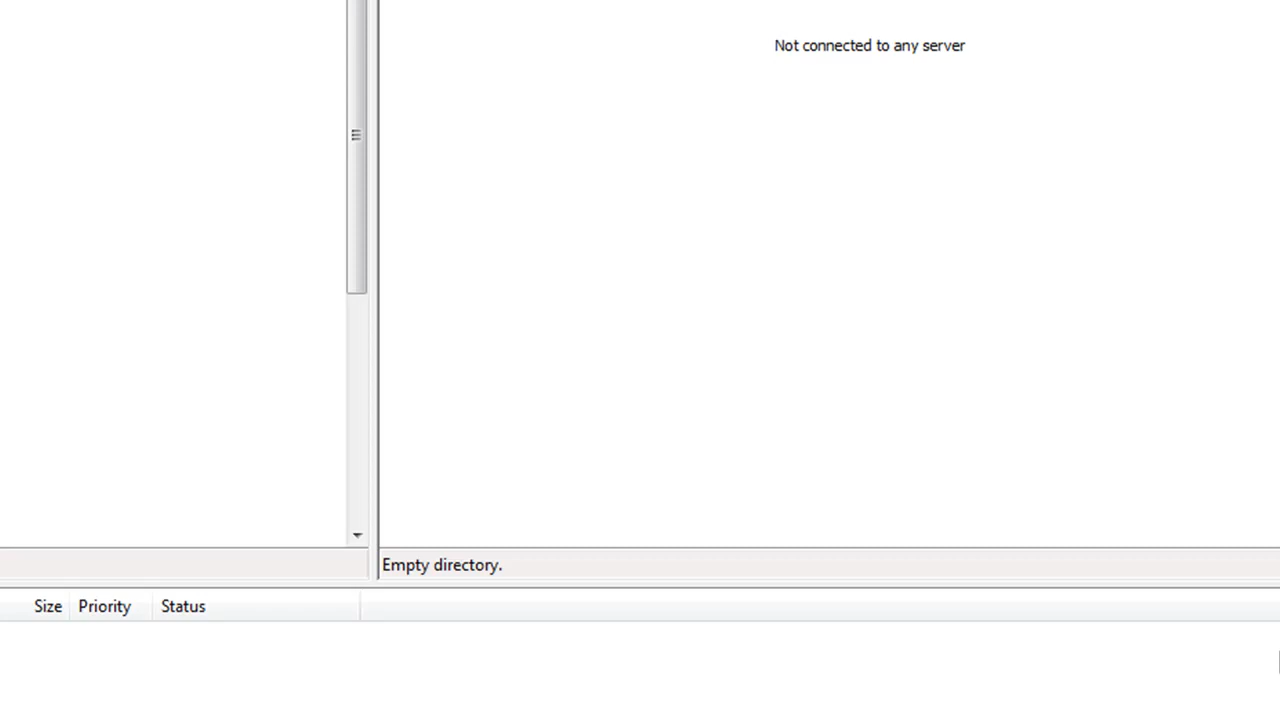 Not connected to any server
Empty directory.
Size Priority Status